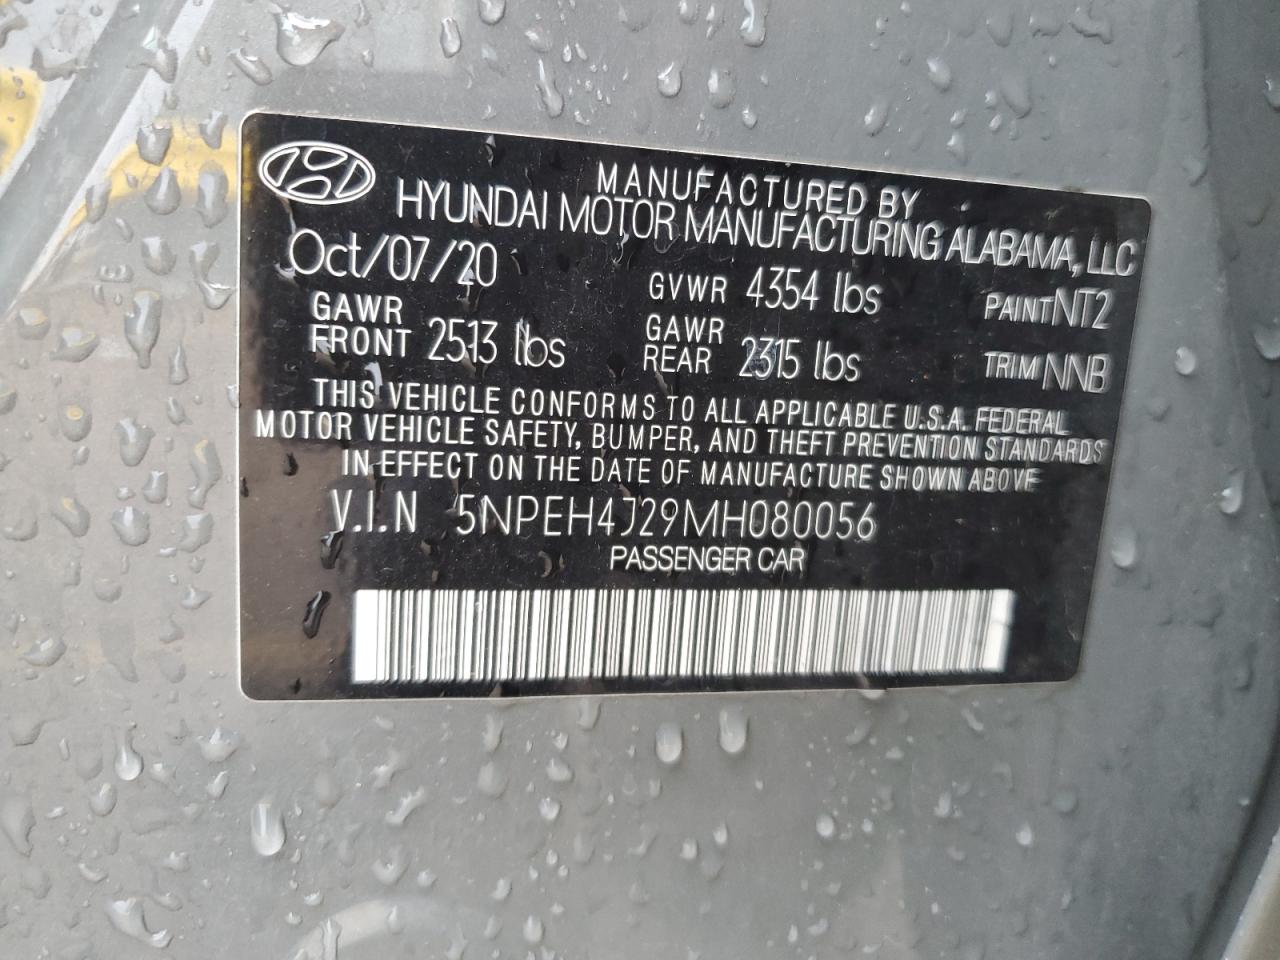 MANUFACTURED BY
HYUNDAI MOTOR MANUFACTURING ALABAMA, LLC
Oct/07/20 GVWR 4354 lbs PAINT NT2
GAWR FRONT 2513 lbs GAWR REAR 2315 lbs TRIM NNB
THIS VEHICLE CONFORMS TO ALL APPLICABLE U.S.A. FEDERAL
MOTOR VEHICLE SAFETY, BUMPER, AND THEFT PREVENTION STANDARDS
IN EFFECT ON THE DATE OF MANUFACTURE SHOWN ABOVE
V.I.N 5NPEH4J29MH080056
PASSENGER CAR